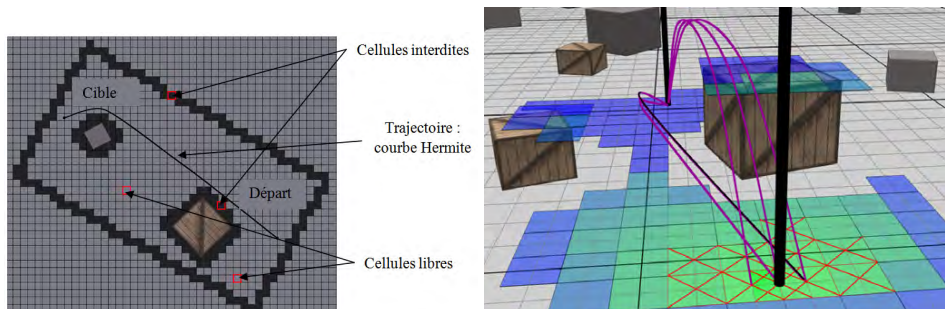 Cellules interdites
Cible
Trajectoire :
courbe Hermite
Départ
Cellules libres